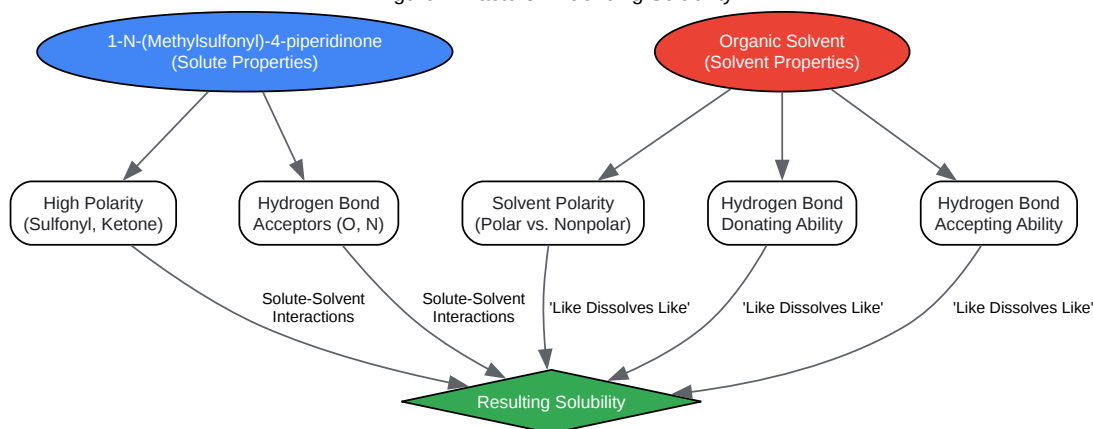 1-N-(Methylsulfonyl)-4-piperidinone
(Solute Properties)
Organic Solvent
(Solvent Properties)
High Polarity
(Sulfonyl, Ketone)
Hydrogen Bond
Acceptors (O, N)
Solvent Polarity
(Polar vs. Nonpolar)
Hydrogen Bond
Donating Ability
Hydrogen Bond
Accepting Ability
Solute-Solvent
Interactions
Solute-Solvent
Interactions
'Like Dissolves Like'
'Like Dissolves Like'
'Like Dissolves Like'
Resulting Solubility